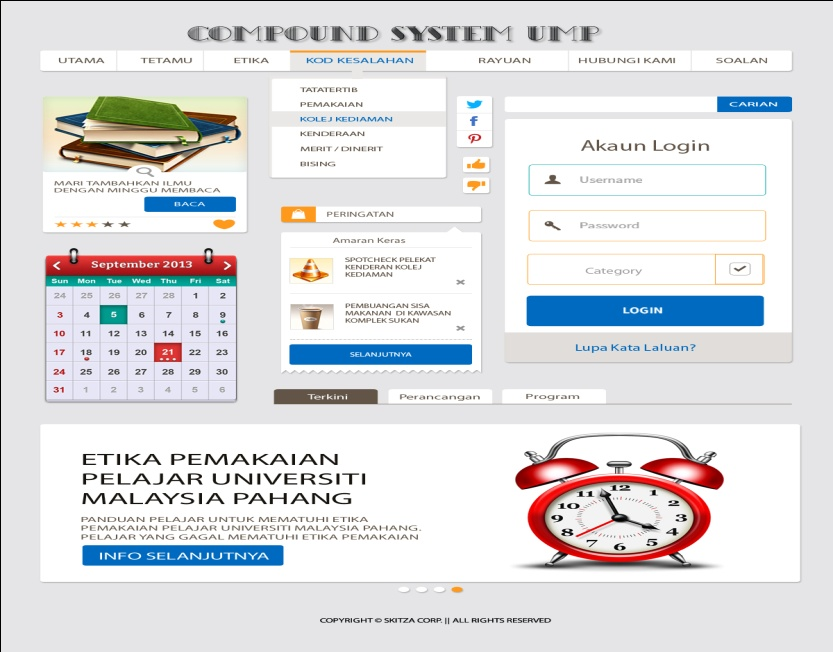 COMPOUND SYSTEM UMP
UTAMA TETAMU ETIKA KOD KESALAHAN RAYUAN HUBUNGI KAMI SOALAN
TATATERTIB
PEMAKAIAN
KOLEJ KEDIAMAN
KENDERAAN
MERIT / DINERIT
BISING
MARI TAMBAHKAN ILMU
DENGAN MINGGU MEMBACA
BACA
CARIAN
Akaun Login
Username
Password
Category
LOGIN
Lupa Kata Laluan?
PERINGATAN
Amaran Keras
SPOTCHECK PELEKAT
KENDERAN KOLEJ
KEDIAMAN
PEMBUANGAN SISA
MAKANAN DI KAWASAN
KOMPLEK SUKAN
SELANJUTNYA
September 2013
Sun Mon Tue Wed Thu Fri Sat
24 25 26 27 28 1 2
3 4 5 6 7 8 9
10 11 12 13 14 15 16
17 18 19 20 21 22 23
24 25 26 27 28 29 30
31 1 2 3 4 5 6
Terkini Perancangan Program
ETIKA PEMAKAIAN
PELAJAR UNIVERSITI
MALAYSIA PAHANG
PANDUAN PELAJAR UNTUK MEMATUHI ETIKA
PEMAKAIAN PELAJAR UNIVERSITI MALAYSIA PAHANG.
PELAJAR YANG GAGAL MEMATUHI ETIKA PEMAKAIAN
INFO SELANJUTNYA
12 1 2 3 4 5 6 7 8 9 10 11
COPYRIGHT © SKITZA CORP. || ALL RIGHTS RESERVED